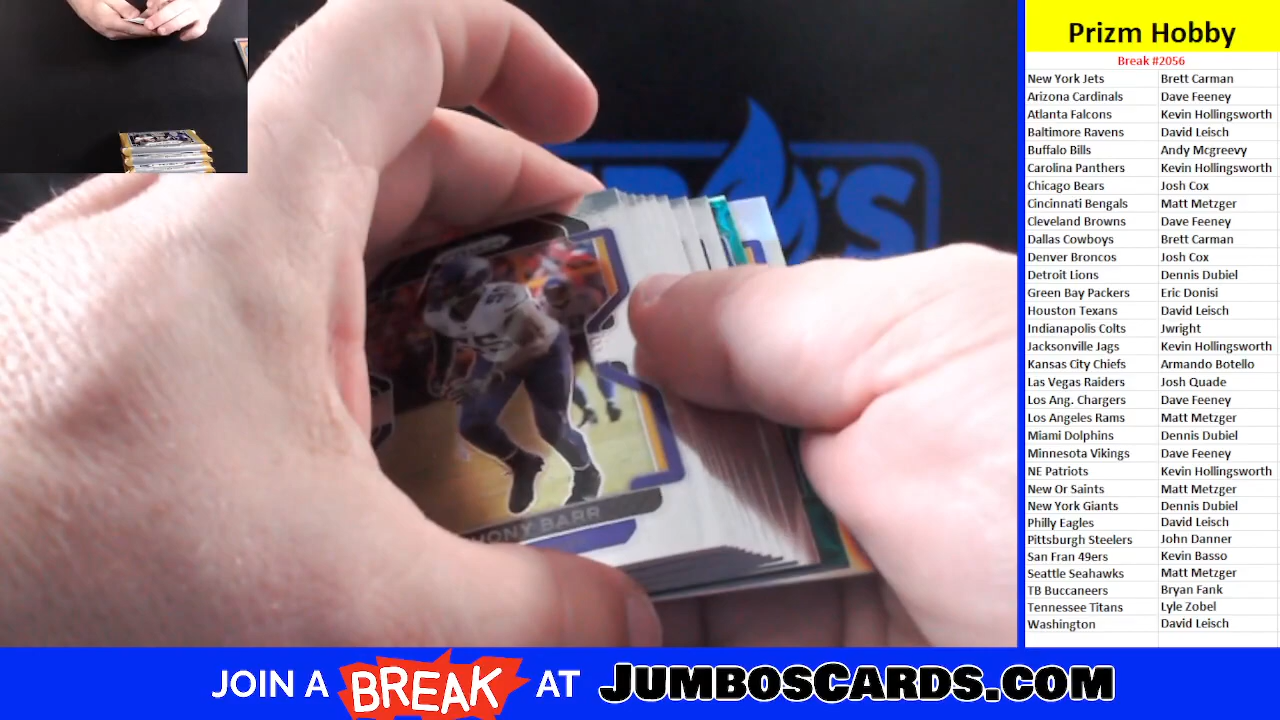 Prizm Hobby
Break #2056
New York Jets Brett Carman
Arizona Cardinals Dave Feeney
Atlanta Falcons Kevin Hollingsworth
Baltimore Ravens David Leisch
Buffalo Bills Andy Mcgreevy
Carolina Panthers Kevin Hollingsworth
Chicago Bears Josh Cox
Cincinnati Bengals Matt Metzger
Cleveland Browns Dave Feeney
Dallas Cowboys Brett Carman
Denver Broncos Josh Cox
Detroit Lions Dennis Dubiel
Green Bay Packers Eric Donisi
Houston Texans David Leisch
Indianapolis Colts Jwright
Jacksonville Jags Kevin Hollingsworth
Kansas City Chiefs Armando Botello
Las Vegas Raiders Josh Quade
Los Ang. Chargers Dave Feeney
Los Angeles Rams Matt Metzger
Miami Dolphins Dennis Dubiel
Minnesota Vikings Dave Feeney
NE Patriots Kevin Hollingsworth
New Or Saints Matt Metzger
New York Giants Dennis Dubiel
Philly Eagles David Leisch
Pittsburgh Steelers John Danner
San Fran 49ers Kevin Basso
Seattle Seahawks Matt Metzger
TB Buccaneers Bryan Fank
Tennessee Titans Lyle Zobel
Washington David Leisch
O'S
HONY BARR
JOIN A BREAK AT JUMBOSCARDS.COM